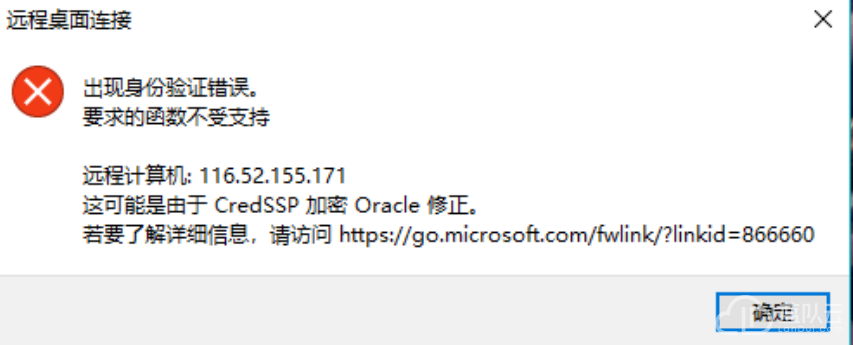 远程桌面连接
出现身份验证错误。
要求的函数不受支持
远程计算机: 116.52.155.171
这可能是由于 CredSSP 加密 Oracle 修正。
若要了解详细信息，请访问 https://go.microsoft.com/fwlink/?linkid=866660
确定